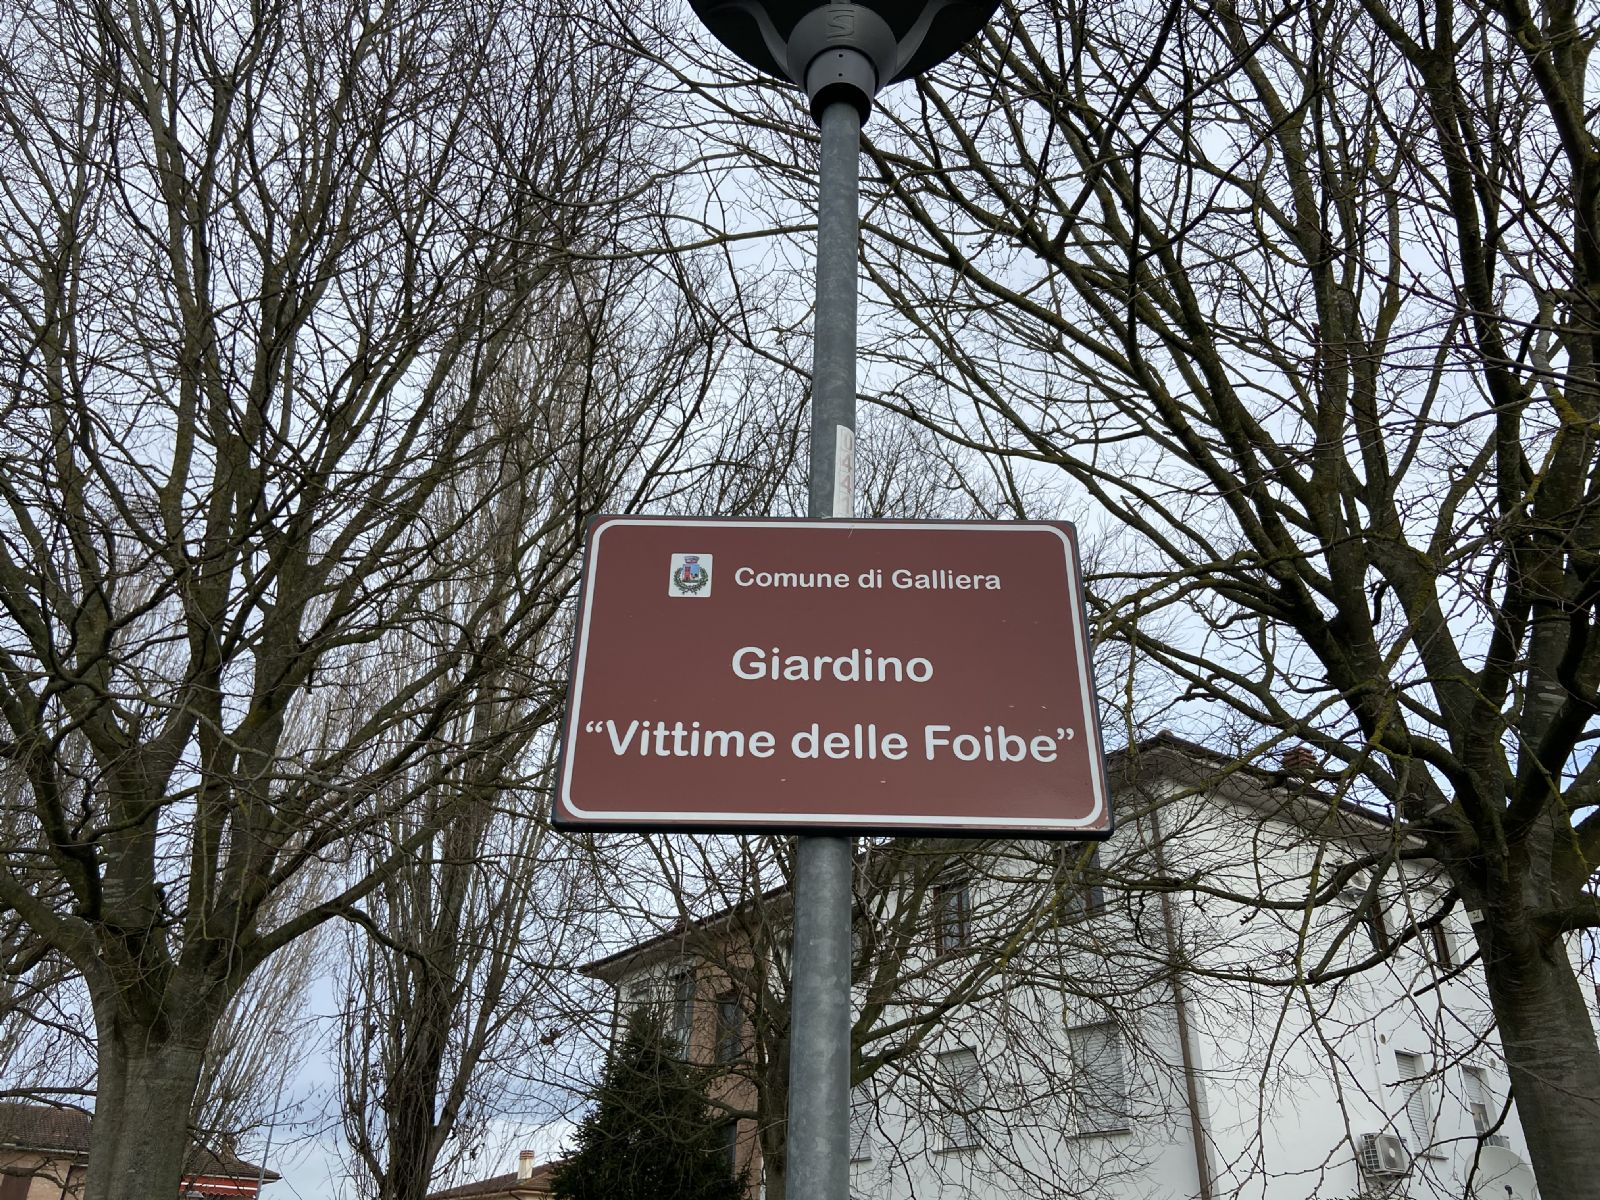 Comune di Galliera
Giardino
“Vittime delle Foibe”